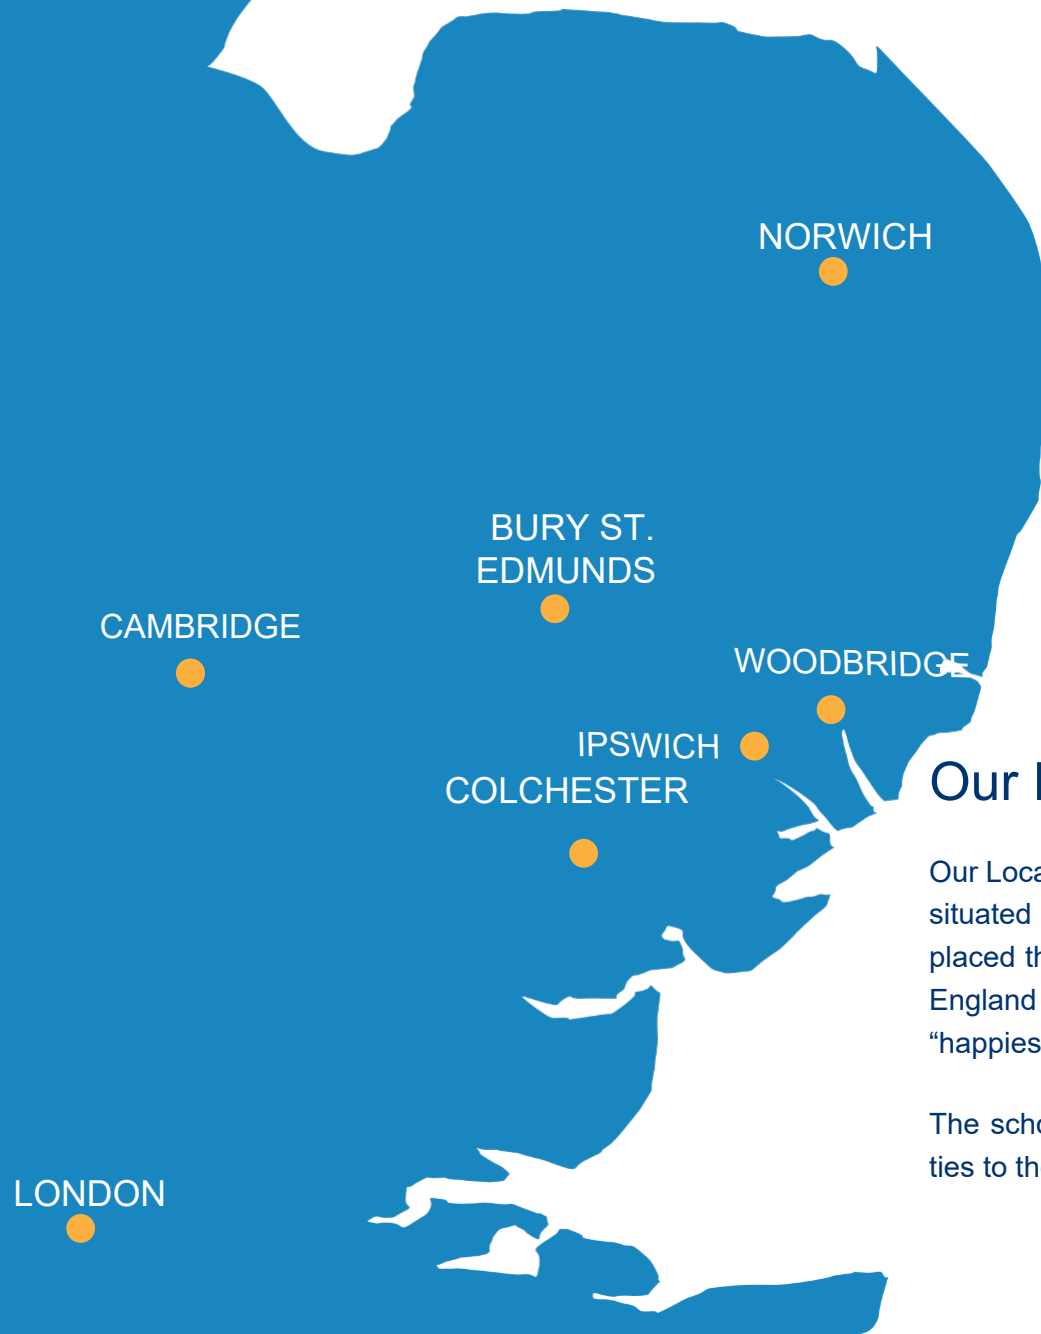 NORWICH
BURY ST.
EDMUNDS
CAMBRIDGE
WOODBRIDGE
IPSWICH
COLCHESTER
Our
Our
situated
placed
England
The
ties to
LONDON